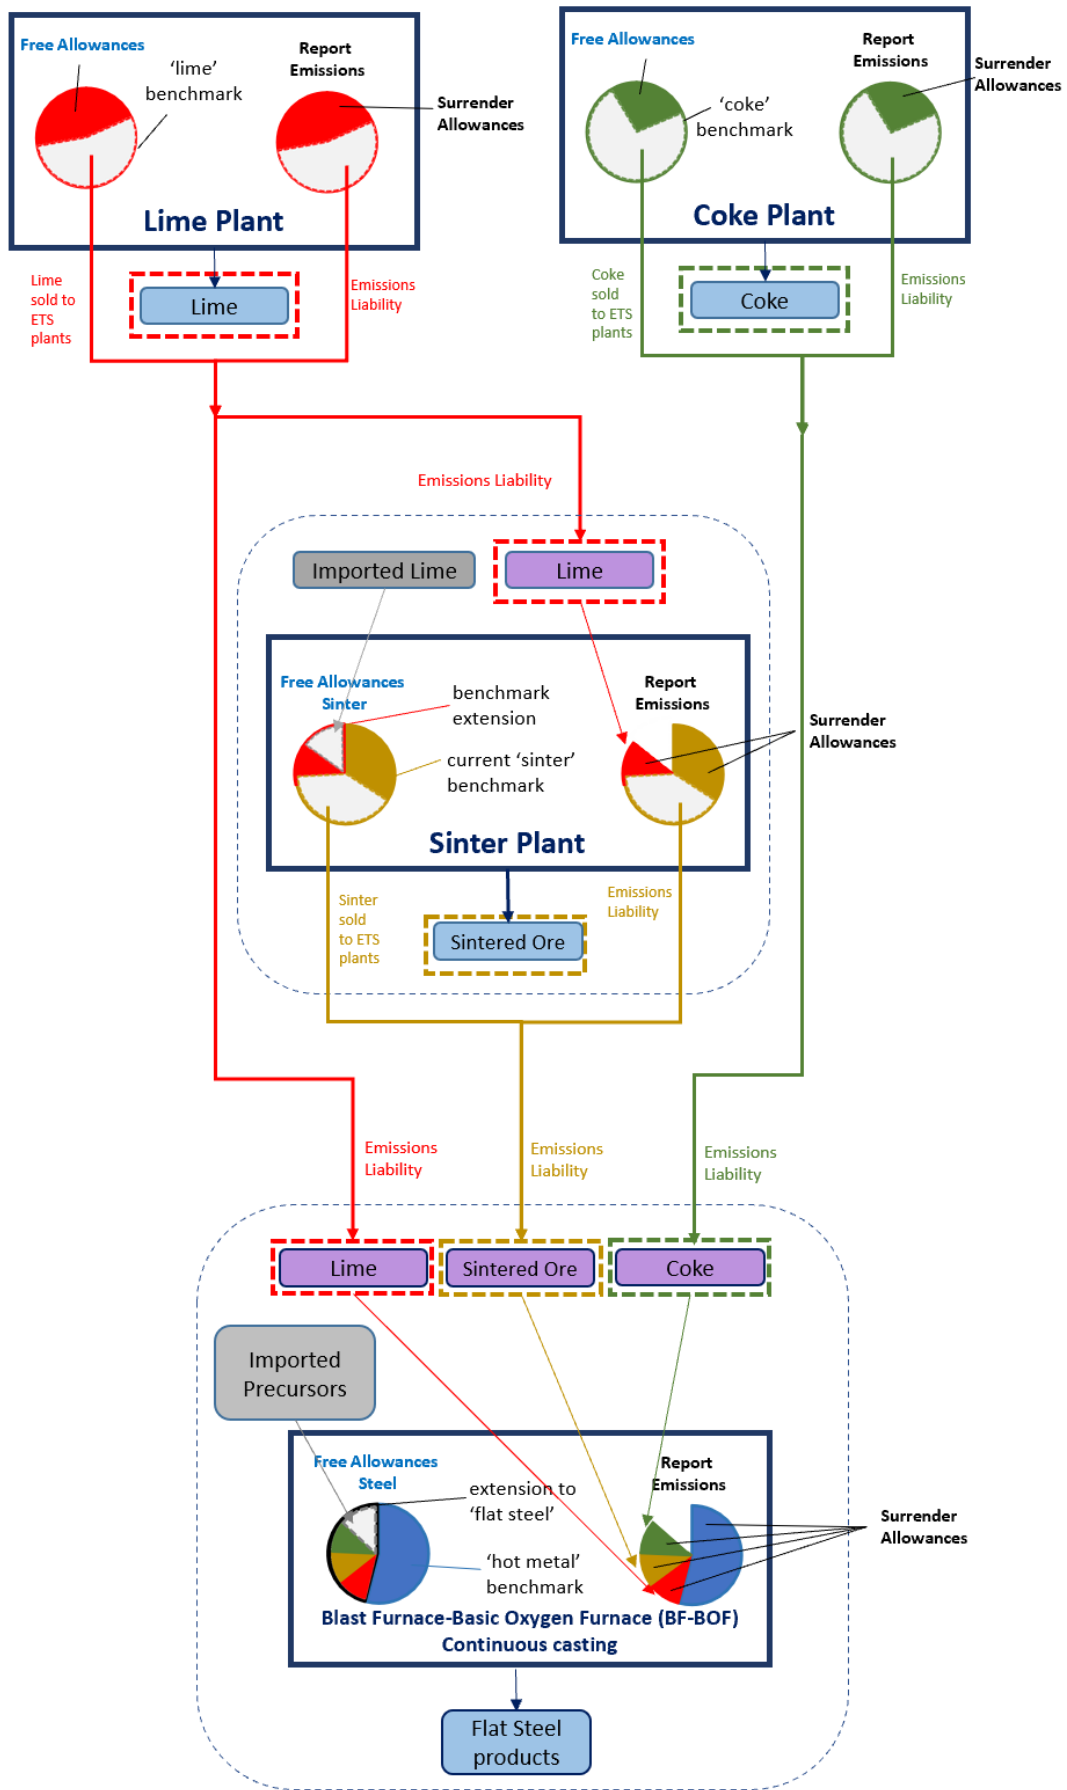 Free Allowances
'lime'
benchmark
Report
Emissions
Surrender
Allowances
Lime Plant
Free Allowances
'coke'
benchmark
Report
Emissions
Surrender
Allowances
Coke Plant
Lime
sold to
ETS
plants
Lime
Emissions
Liability
Coke
sold
to ETS
plants
Coke
Emissions
Liability
Emissions Liability
Imported Lime
Lime
Free Allowances
Sinter
benchmark
extension
current 'sinter'
benchmark
Report
Emissions
Surrender
Allowances
Sinter Plant
Sinter
sold
to ETS
plants
Sintered Ore
Emissions
Liability
Emissions
Liability
Emissions
Liability
Emissions
Liability
Lime
Sintered Ore
Coke
Imported
Precursors
Free Allowances
Steel
extension to
'flat steel'
'hot metal'
benchmark
Report
Emissions
Surrender
Allowances
Blast Furnace-Basic Oxygen Furnace (BF-BOF)
Continuous casting
Flat Steel
products